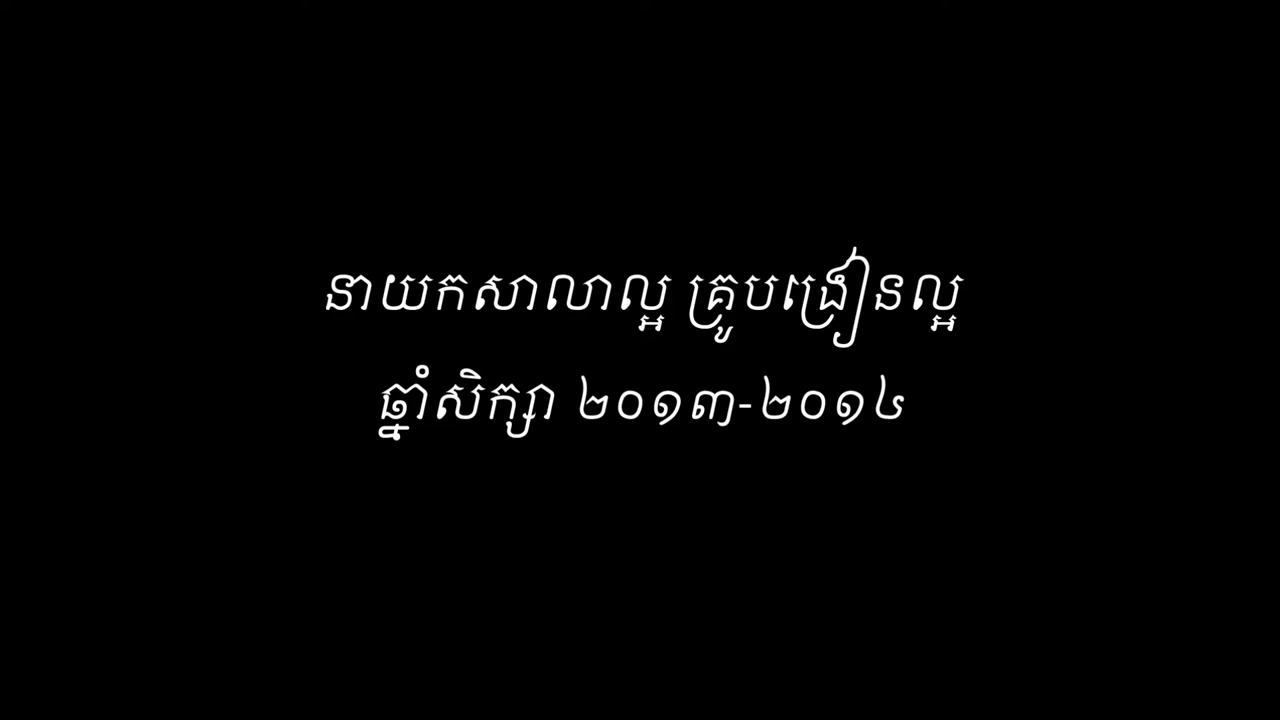 នាយកសាលាល្អ គ្រូបង្រៀនល្អ
ឆ្នាំសិក្សា ២០១៣-២០១៤